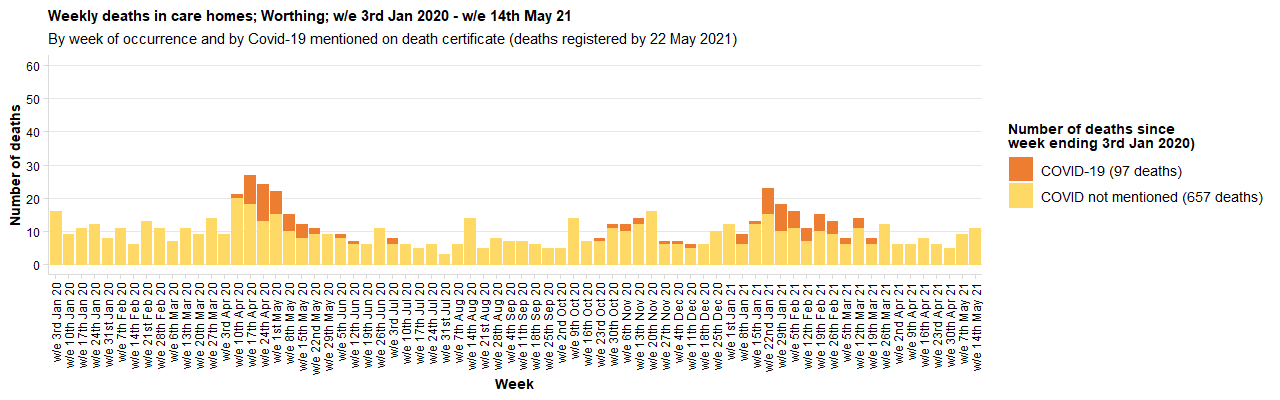 Weekly deaths in care homes; Worthing; w/e 3rd Jan 2020 - w/e 14th May 21
By week of occurrence and by Covid-19 mentioned on death certificate (deaths registered by 22 May 2021)
60
50
40
30
20
10
0
Number of deaths
w/e 3rd Jan 20
w/e 10th Jan 20
w/e 17th Jan 20
w/e 24th Jan 20
w/e 31st Jan 20
w/e 7th Feb 20
w/e 14th Feb 20
w/e 21st Feb 20
w/e 28th Feb 20
w/e 6th Mar 20
w/e 13th Mar 20
w/e 20th Mar 20
w/e 27th Mar 20
w/e 3rd Apr 20
w/e 10th Apr 20
w/e 17th Apr 20
w/e 24th Apr 20
w/e 1st May 20
w/e 8th May 20
w/e 15th May 20
w/e 22nd May 20
w/e 29th May 20
w/e 5th Jun 20
w/e 12th Jun 20
w/e 19th Jun 20
w/e 26th Jun 20
w/e 3rd Jul 20
w/e 10th Jul 20
w/e 17th Jul 20
w/e 24th Jul 20
w/e 31st Jul 20
w/e 7th Aug 20
w/e 14th Aug 20
w/e 21st Aug 20
w/e 28th Aug 20
w/e 4th Sep 20
w/e 11th Sep 20
w/e 18th Sep 20
w/e 25th Sep 20
w/e 2nd Oct 20
w/e 9th Oct 20
w/e 16th Oct 20
w/e 23rd Oct 20
w/e 30th Oct 20
w/e 6th Nov 20
w/e 13th Nov 20
w/e 20th Nov 20
w/e 27th Nov 20
w/e 4th Dec 20
w/e 11th Dec 20
w/e 18th Dec 20
w/e 25th Dec 20
w/e 1st Jan 21
w/e 8th Jan 21
w/e 15th Jan 21
w/e 22nd Jan 21
w/e 29th Jan 21
w/e 5th Feb 21
w/e 12th Feb 21
w/e 19th Feb 21
w/e 26th Feb 21
w/e 5th Mar 21
w/e 12th Mar 21
w/e 19th Mar 21
w/e 26th Mar 21
w/e 2nd Apr 21
w/e 9th Apr 21
w/e 16th Apr 21
w/e 23rd Apr 21
w/e 30th Apr 21
w/e 7th May 21
w/e 14th May 21
Week
Number of deaths since
week ending 3rd Jan 2020)
COVID-19 (97 deaths)
COVID not mentioned (657 deaths)